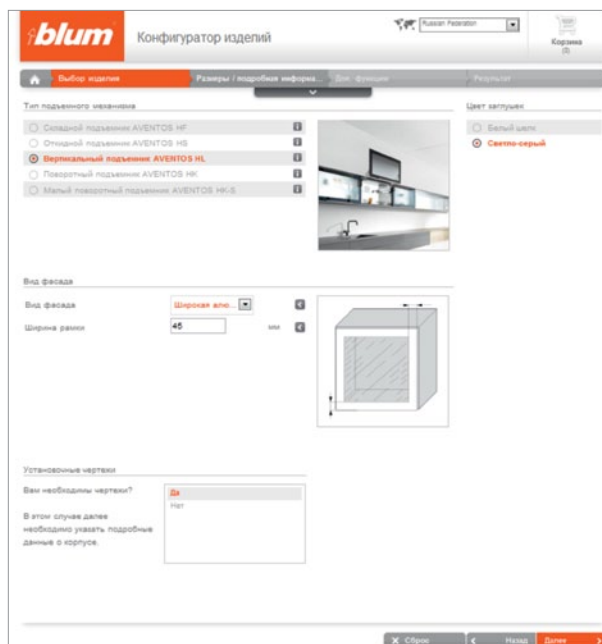 blum
Конфигуратор изделий
Russian Federation
Корзина
(0)
Выбор изделия
Размеры / подробная информа...
Доп. функции
Результат
Тип подъемного механизма
Цвет заглушек
Складной подъемник AVENTOS HF
Откидной подъемник AVENTOS HS
Вертикальный подъемник AVENTOS HL
Поворотный подъемник AVENTOS HK
Малый поворотный подъемник AVENTOS HK-S
Белый шелк
Светло-серый
Вид фасада
Вид фасада
Широкая алю...
Ширина рамки
45
мм
Установочные чертежи
Вам необходимы чертежи?
Да
Нет
В этом случае далее
необходимо указать подробные
данные о корпусе.
Сброс
Назад
Далее